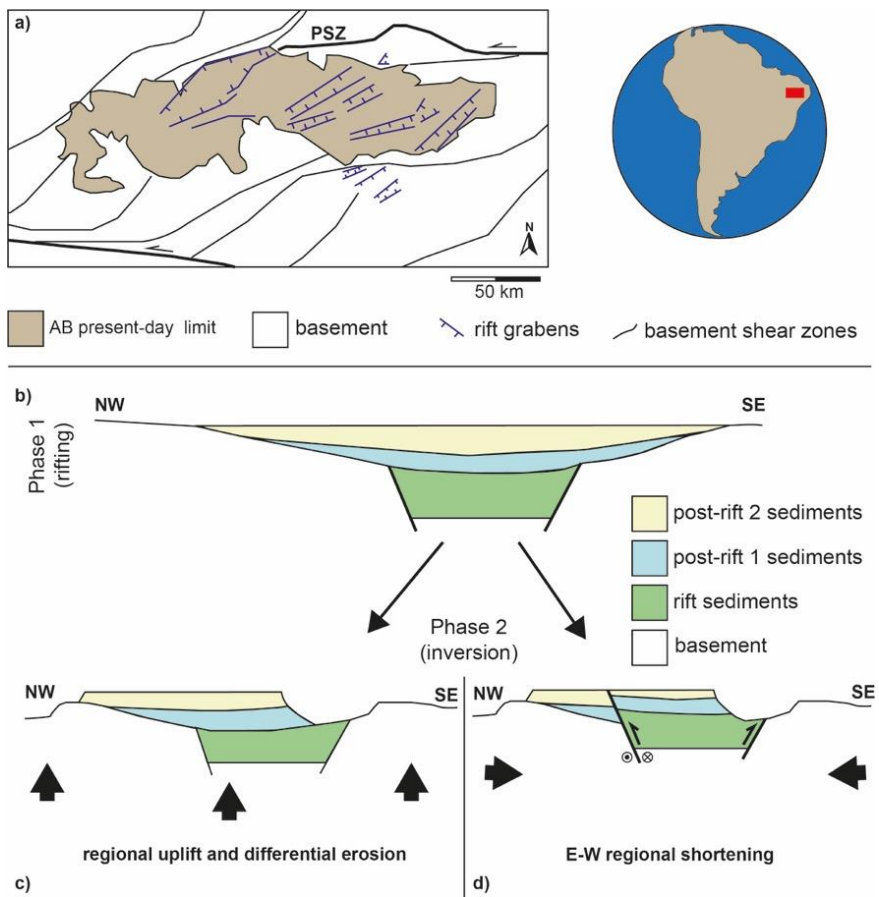 a)
PSZ
N
50 km
AB present-day limit
basement
rift grabens
basement shear zones
b)
NW
SE
Phase 1
(rifting)
post-rift 2 sediments
post-rift 1 sediments
rift sediments
basement
Phase 2
(inversion)
NW
SE
NW
SE
regional uplift and differential erosion
E-W regional shortening
c)
d)